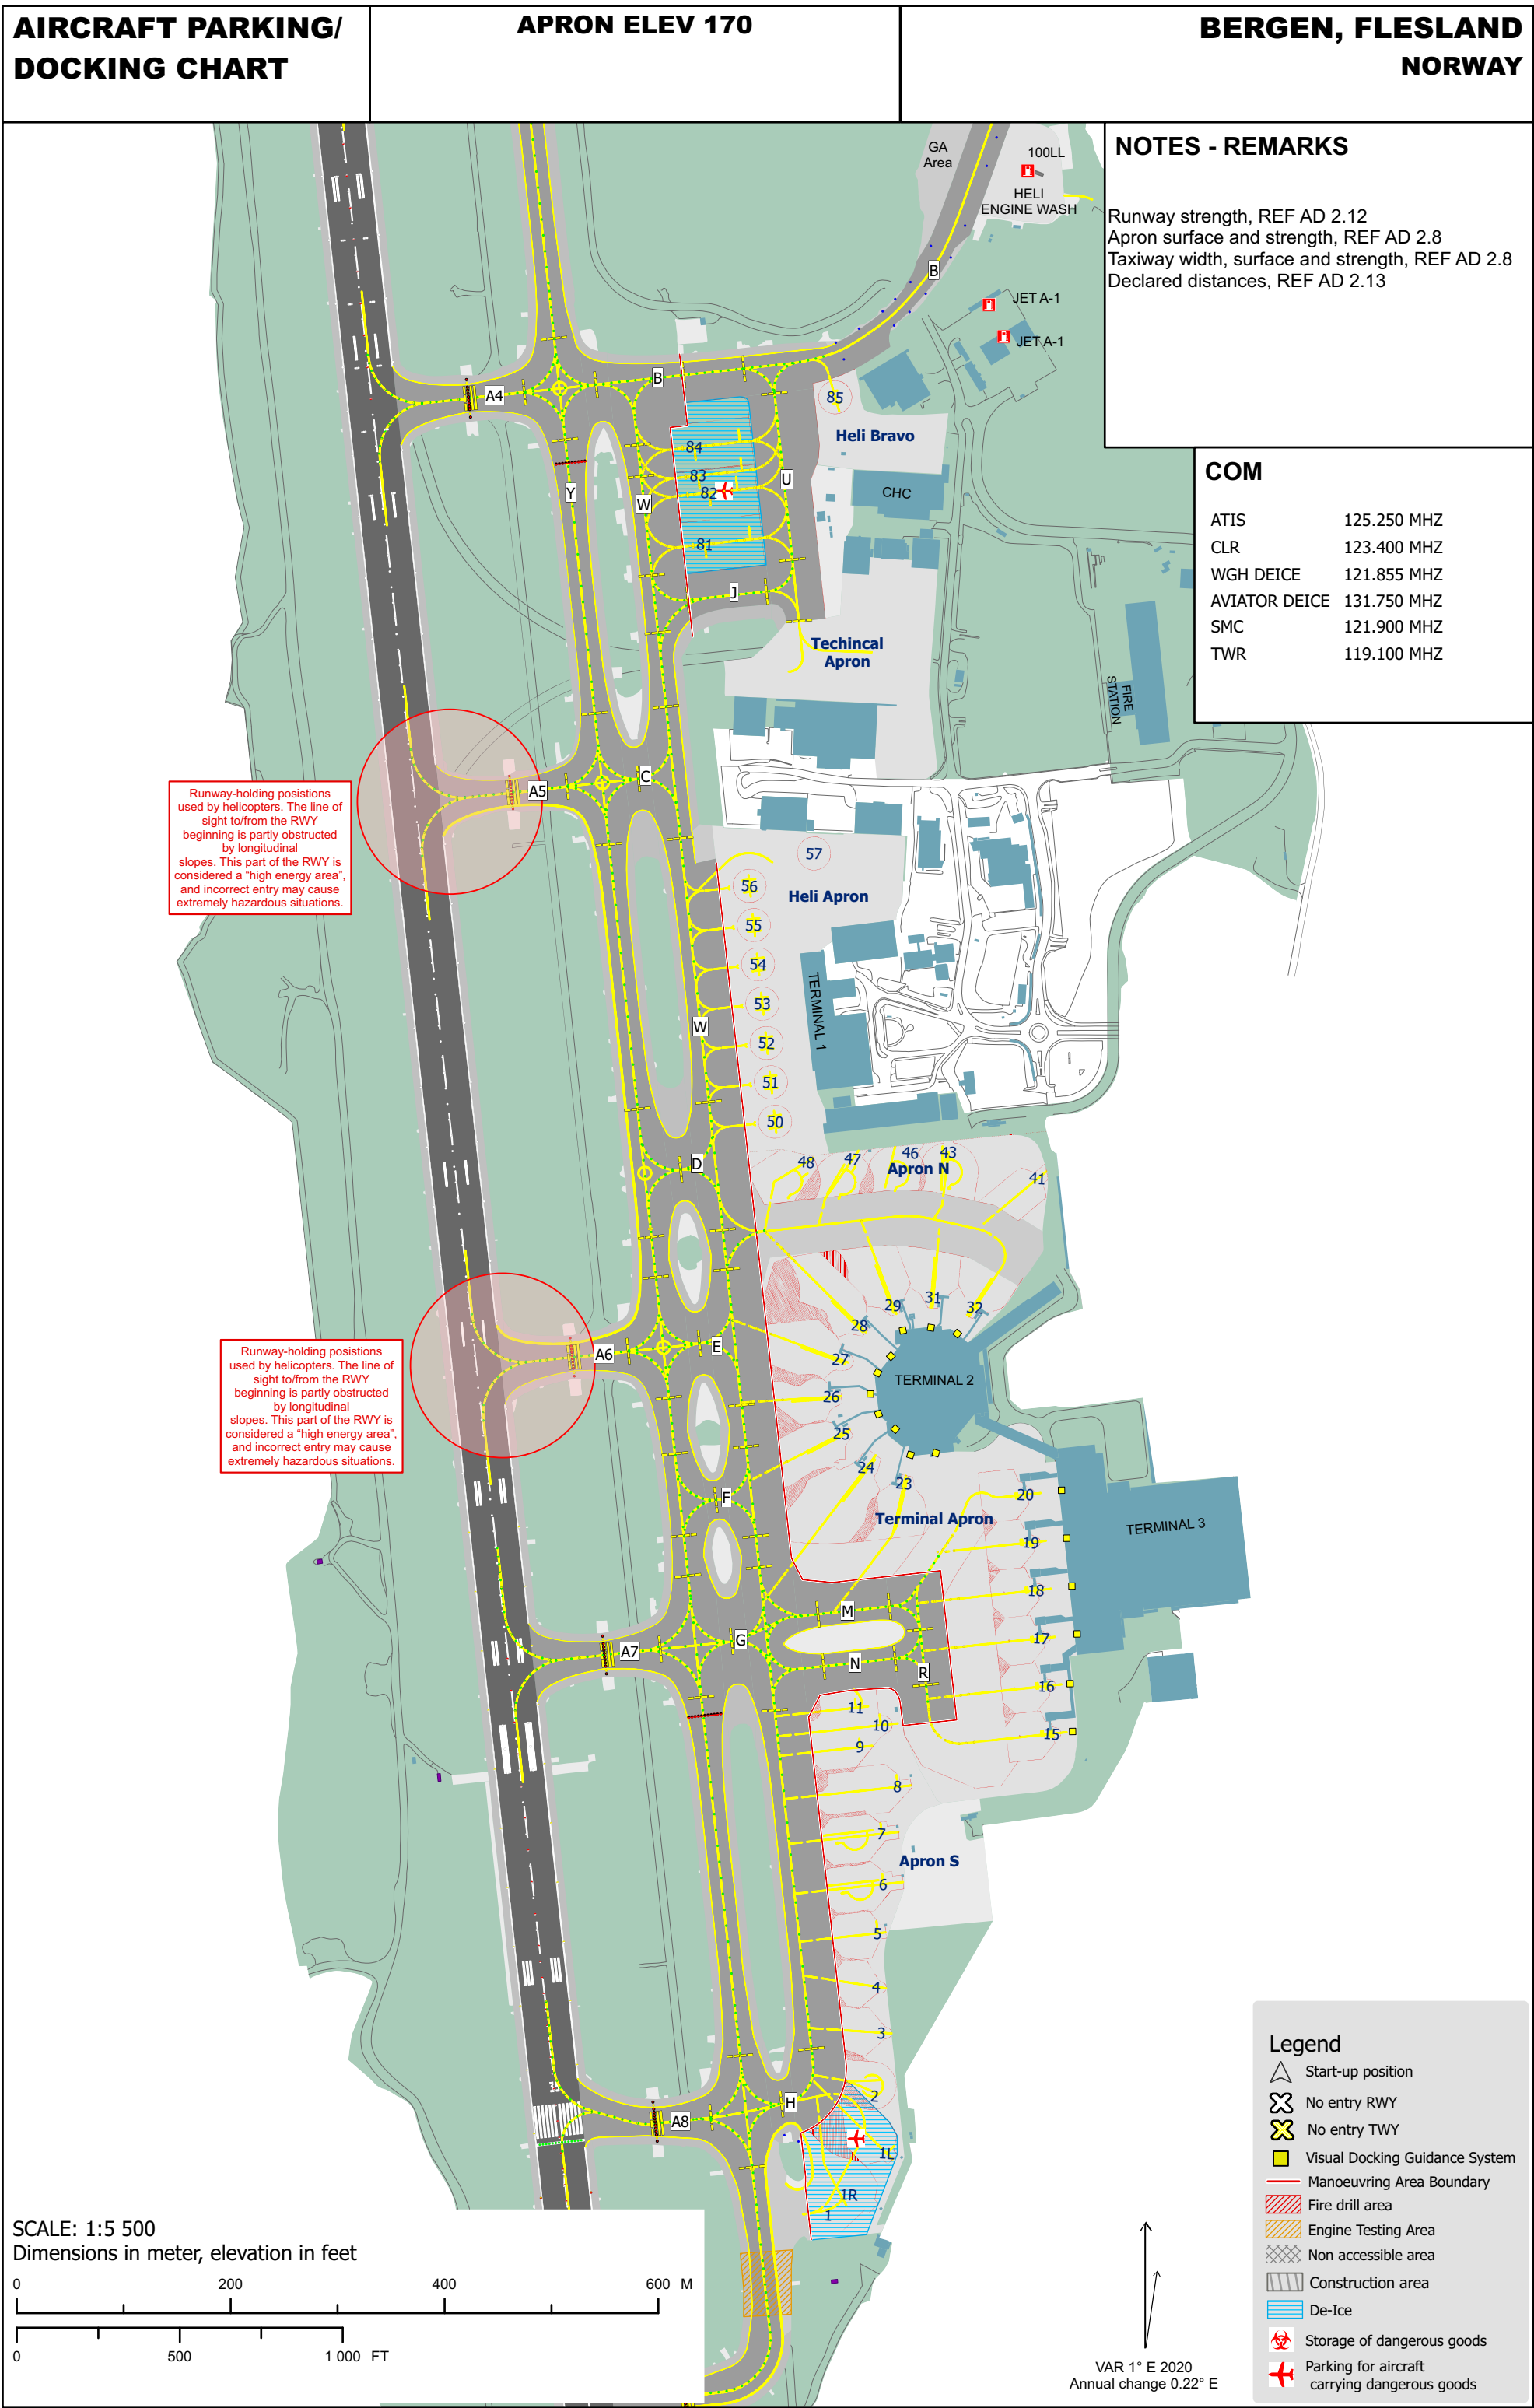 AIRCRAFT PARKING/
DOCKING CHART
APRON ELEV 170
BERGEN, FLESLAND
NORWAY
NOTES - REMARKS
Runway strength, REF AD 2.12
Apron surface and strength, REF AD 2.8
Taxiway width, surface and strength, REF AD 2.8
Declared distances, REF AD 2.13
COM
ATIS 125.250 MHZ
CLR 123.400 MHZ
WGH DEICE 121.855 MHZ
AVIATOR DEICE 131.750 MHZ
SMC 121.900 MHZ
TWR 119.100 MHZ
GA
Area
100LL
HELI
ENGINE WASH
B
JET A-1
JET A-1
B
A4
85
Heli Bravo
84
83
82
81
U
Y
W
CHC
J
Techincal
Apron
FIRE
STATION
Runway-holding posistions
used by helicopters. The line of
sight to/from the RWY
beginning is partly obstructed
by longitudinal
slopes. This part of the RWY is
considered a "high energy area",
and incorrect entry may cause
extremely hazardous situations.
A5
C
57
56
Heli Apron
55
54
53
52
51
50
W
TERMINAL 1
D
48
47
46
43
Apron N
41
29
31
32
28
27
26
25
24
23
TERMINAL 2
Runway-holding posistions
used by helicopters. The line of
sight to/from the RWY
beginning is partly obstructed
by longitudinal
slopes. This part of the RWY is
considered a "high energy area",
and incorrect entry may cause
extremely hazardous situations.
A6
E
F
Terminal Apron
20
19
18
17
16
15
TERMINAL 3
M
A7
G
N
R
11
10
9
8
7
Apron S
6
5
4
3
2
H
A8
1L
1R
1
SCALE: 1:5 500
Dimensions in meter, elevation in feet
0 200 400 600 M
0 500 1 000 FT
VAR 1° E 2020
Annual change 0.22° E
Legend
Start-up position
No entry RWY
No entry TWY
Visual Docking Guidance System
Manoeuvring Area Boundary
Fire drill area
Engine Testing Area
Non accessible area
Construction area
De-Ice
Storage of dangerous goods
Parking for aircraft
carrying dangerous goods